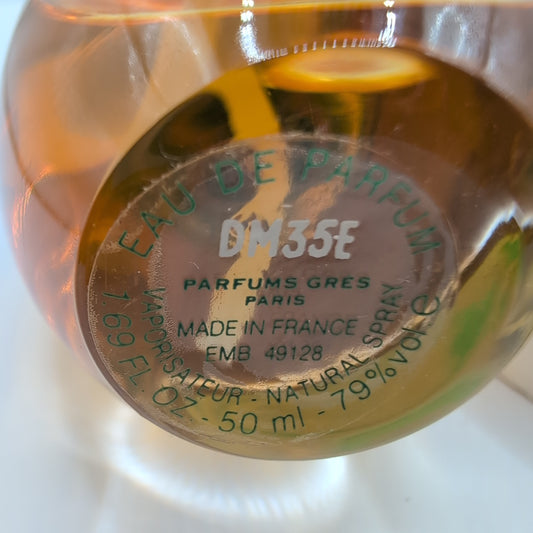 EAU DE PARFUM
DM35E
PARFUMS GRES
PARIS
MADE IN FRANCE
EMB 49128
VAPORISATEUR - NATURAL SPRAY
1.69 FL OZ - 50 ml - 79% vol. e